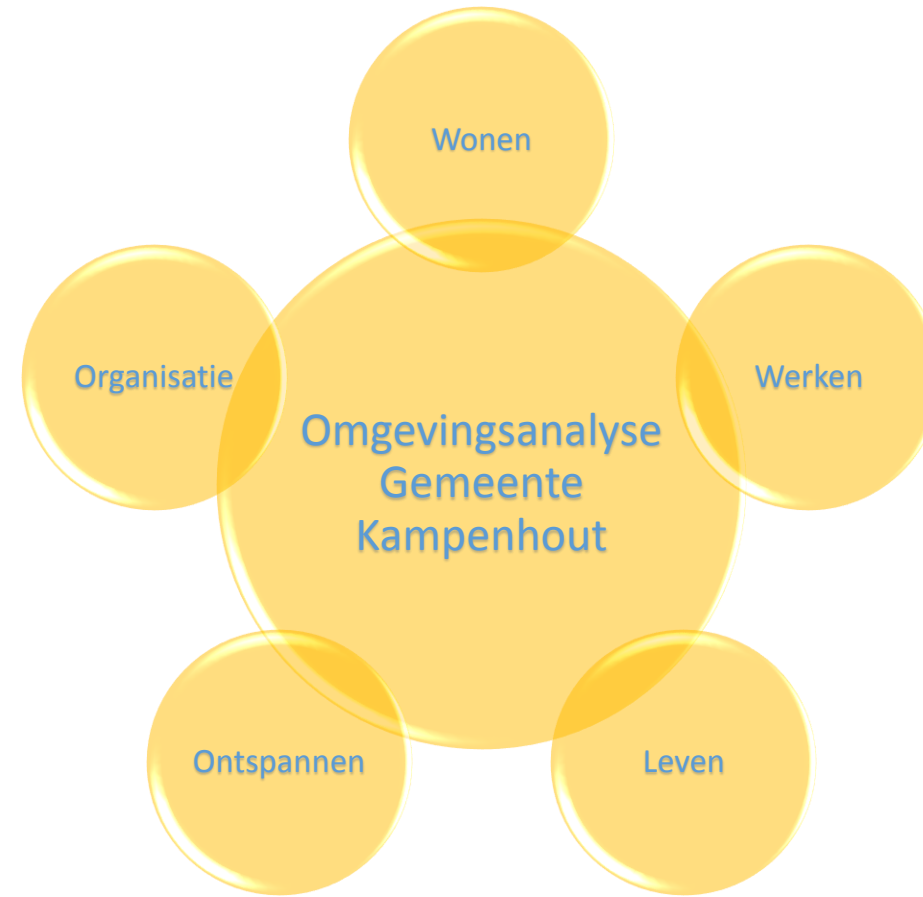 Wonen
Organisatie
Werken
Omgevingsanalyse
Gemeente
Kampenhout
Ontspannen
Leven